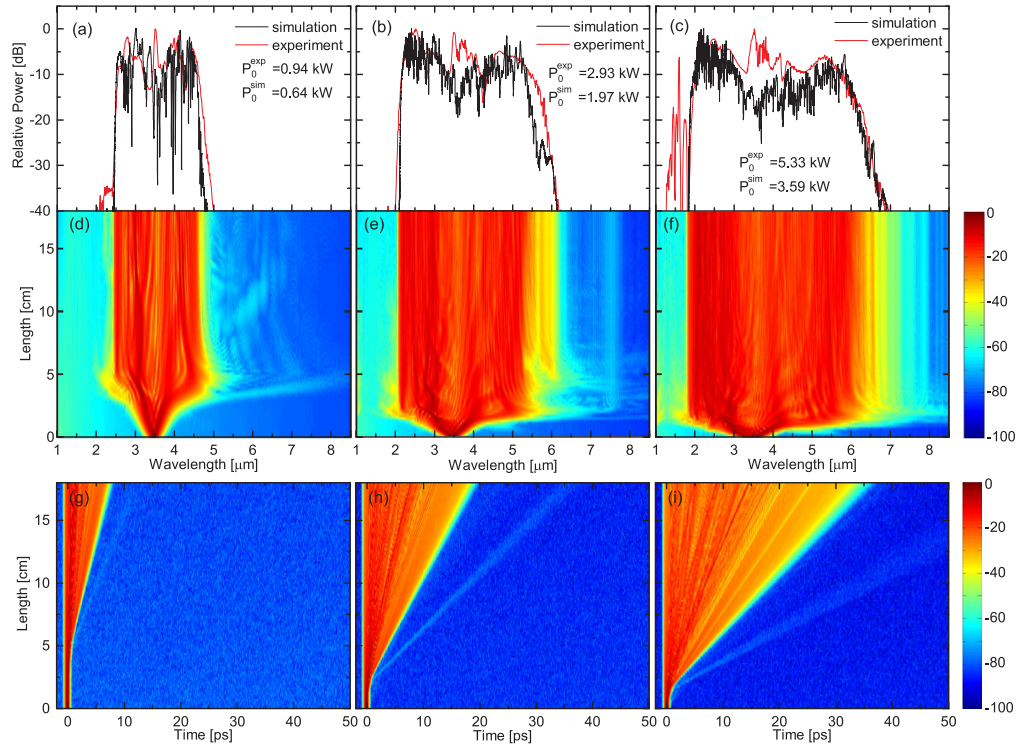 (a)
simulation
experiment
P₀ᵉˣᵖ =0.94 kW
P₀ˢⁱᵐ =0.64 kW
(b)
simulation
experiment
P₀ᵉˣᵖ =2.93 kW
P₀ˢⁱᵐ =1.97 kW
(c)
simulation
experiment
P₀ᵉˣᵖ =5.33 kW
P₀ˢⁱᵐ =3.59 kW
Relative Power [dB]
0
-10
-20
-30
-40
(d)
(e)
(f)
Length [cm]
15
10
5
0
1 2 3 4 5 6 7 8
1 2 3 4 5 6 7 8
1 2 3 4 5 6 7 8
Wavelength [μm]
Wavelength [μm]
Wavelength [μm]
0
-20
-40
-60
-80
-100
(g)
(h)
(i)
Length [cm]
15
10
5
0
0 10 20 30 40 50
0 10 20 30 40 50
0 10 20 30 40 50
Time [ps]
Time [ps]
Time [ps]
0
-20
-40
-60
-80
-100